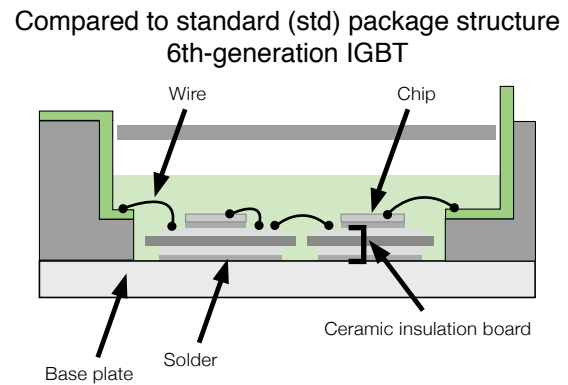 Compared to standard (std) package structure
6th-generation IGBT
Wire
Chip
Ceramic insulation board
Solder
Base plate